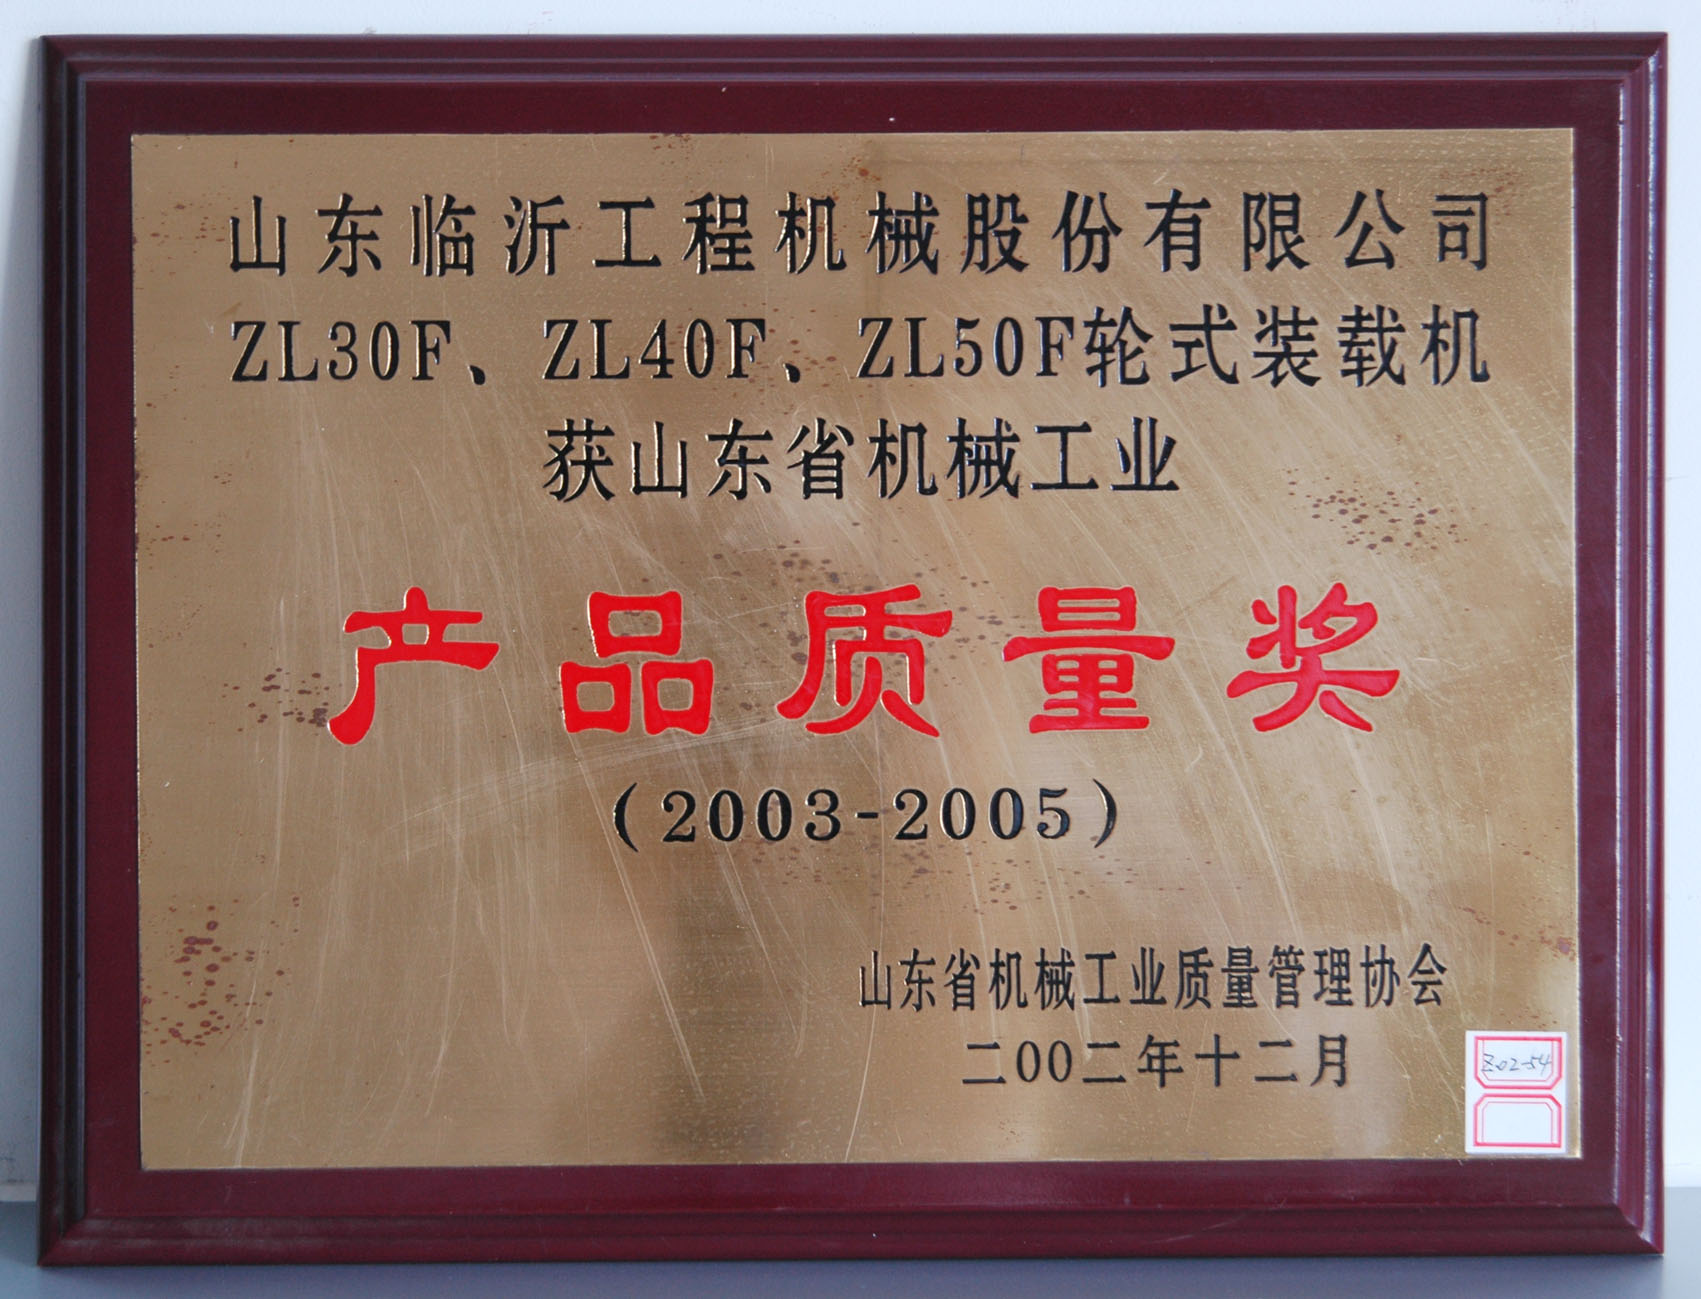 山东临沂工程机械股份有限公司
ZL30F、ZL40F、ZL50F轮式装载机
获山东省机械工业
产品质量奖
(2003-2005)
山东省机械工业质量管理协会
二00二年十二月
Z02-54